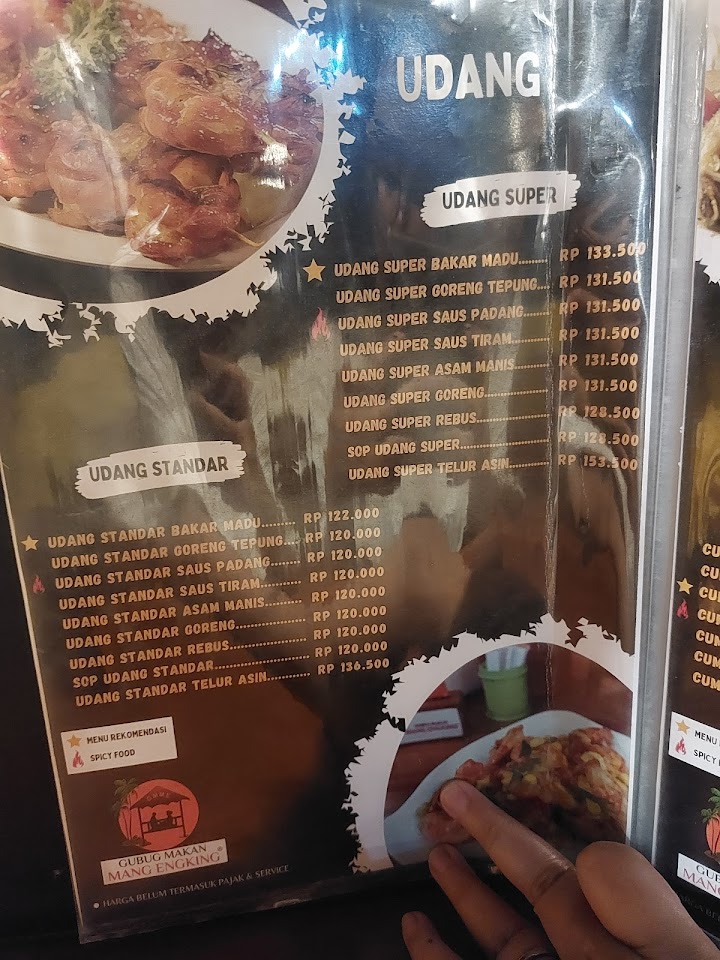 UDANG
UDANG SUPER
UDANG SUPER BAKAR MADU........ RP 133.500
UDANG SUPER GORENG TEPUNG.... RP 131.500
UDANG SUPER SAUS PADANG....... RP 131.500
UDANG SUPER SAUS TIRAM.......... RP 131.500
UDANG SUPER ASAM MANIS......... RP 131.500
UDANG SUPER GORENG................ RP 131.500
UDANG SUPER REBUS.................. RP 128.500
SOP UDANG SUPER...................... RP 128.500
UDANG SUPER TELUR ASIN.......... RP 153.500
UDANG STANDAR
UDANG STANDAR BAKAR MADU......... RP 122.000
UDANG STANDAR GORENG TEPUNG.... RP 120.000
UDANG STANDAR SAUS PADANG....... RP 120.000
UDANG STANDAR SAUS TIRAM.......... RP 120.000
UDANG STANDAR ASAM MANIS......... RP 120.000
UDANG STANDAR GORENG................. RP 120.000
UDANG STANDAR REBUS................... RP 120.000
SOP UDANG STANDAR....................... RP 120.000
UDANG STANDAR TELUR ASIN.......... RP 136.500
MENU REKOMENDASI
SPICY FOOD
GMME
GUBUG MAKAN
MANG ENGKING®
• HARGA BELUM TERMASUK PAJAK & SERVICE
CUM
MENU
SPICY